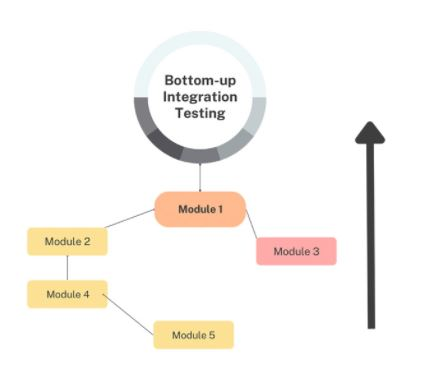 Bottom-up
Integration
Testing
Module 1
Module 2
Module 3
Module 4
Module 5